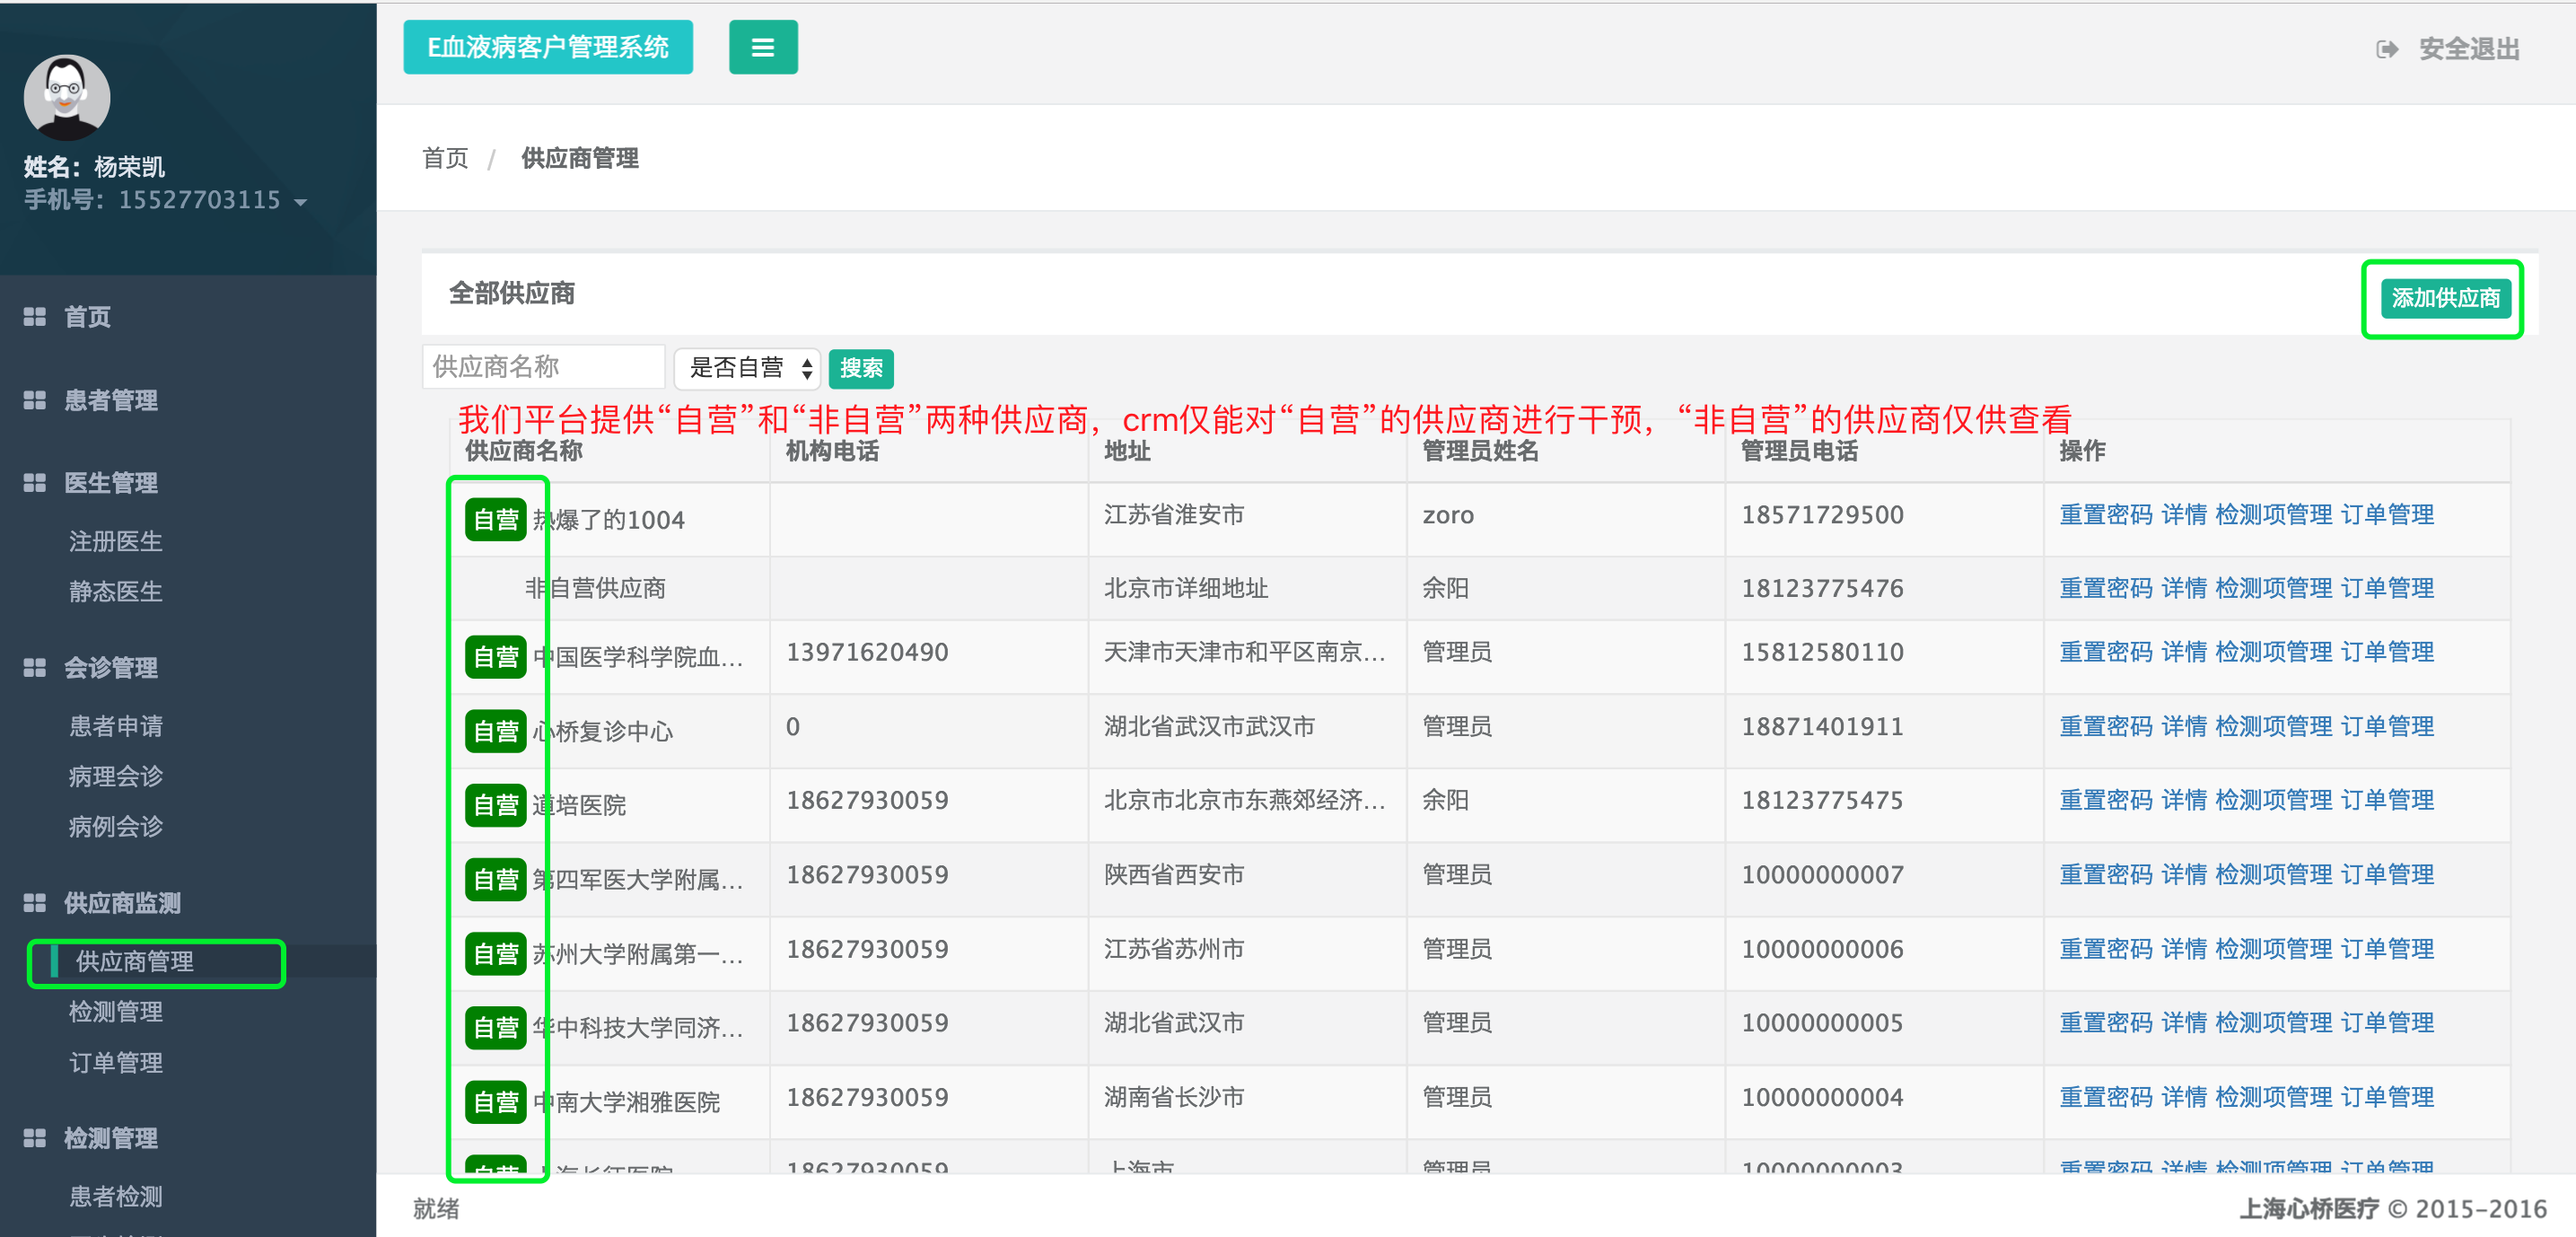 E血液病客户管理系统
安全退出
姓名：杨荣凯
手机号：15527703115
首页
患者管理
医生管理
注册医生
静态医生
会诊管理
患者申请
病理会诊
病例会诊
供应商监测
供应商管理
检测管理
订单管理
检测管理
患者检测
首页 / 供应商管理
全部供应商
添加供应商
供应商名称 是否自营 搜索
我们平台提供“自营”和“非自营”两种供应商，crm仅能对“自营”的供应商进行干预，“非自营”的供应商仅供查看
供应商名称 机构电话 地址 管理员姓名 管理员电话 操作
自营 热爆了的1004 江苏省淮安市 zoro 18571729500 重置密码 详情 检测项管理 订单管理
非自营供应商 北京市详细地址 余阳 18123775476 重置密码 详情 检测项管理 订单管理
自营 中国医学科学院血... 13971620490 天津市天津市和平区南京... 管理员 15812580110 重置密码 详情 检测项管理 订单管理
自营 心桥复诊中心 0 湖北省武汉市武汉市 管理员 18871401911 重置密码 详情 检测项管理 订单管理
自营 道培医院 18627930059 北京市北京市东燕郊经济... 余阳 18123775475 重置密码 详情 检测项管理 订单管理
自营 第四军医大学附属... 18627930059 陕西省西安市 管理员 10000000007 重置密码 详情 检测项管理 订单管理
自营 苏州大学附属第一... 18627930059 江苏省苏州市 管理员 10000000006 重置密码 详情 检测项管理 订单管理
自营 华中科技大学同济... 18627930059 湖北省武汉市 管理员 10000000005 重置密码 详情 检测项管理 订单管理
自营 中南大学湘雅医院 18627930059 湖南省长沙市 管理员 10000000004 重置密码 详情 检测项管理 订单管理
自营 上海长征医院 18627930059 上海市 管理员 10000000003 重置密码 详情 检测项管理 订单管理
就绪
上海心桥医疗 © 2015-2016